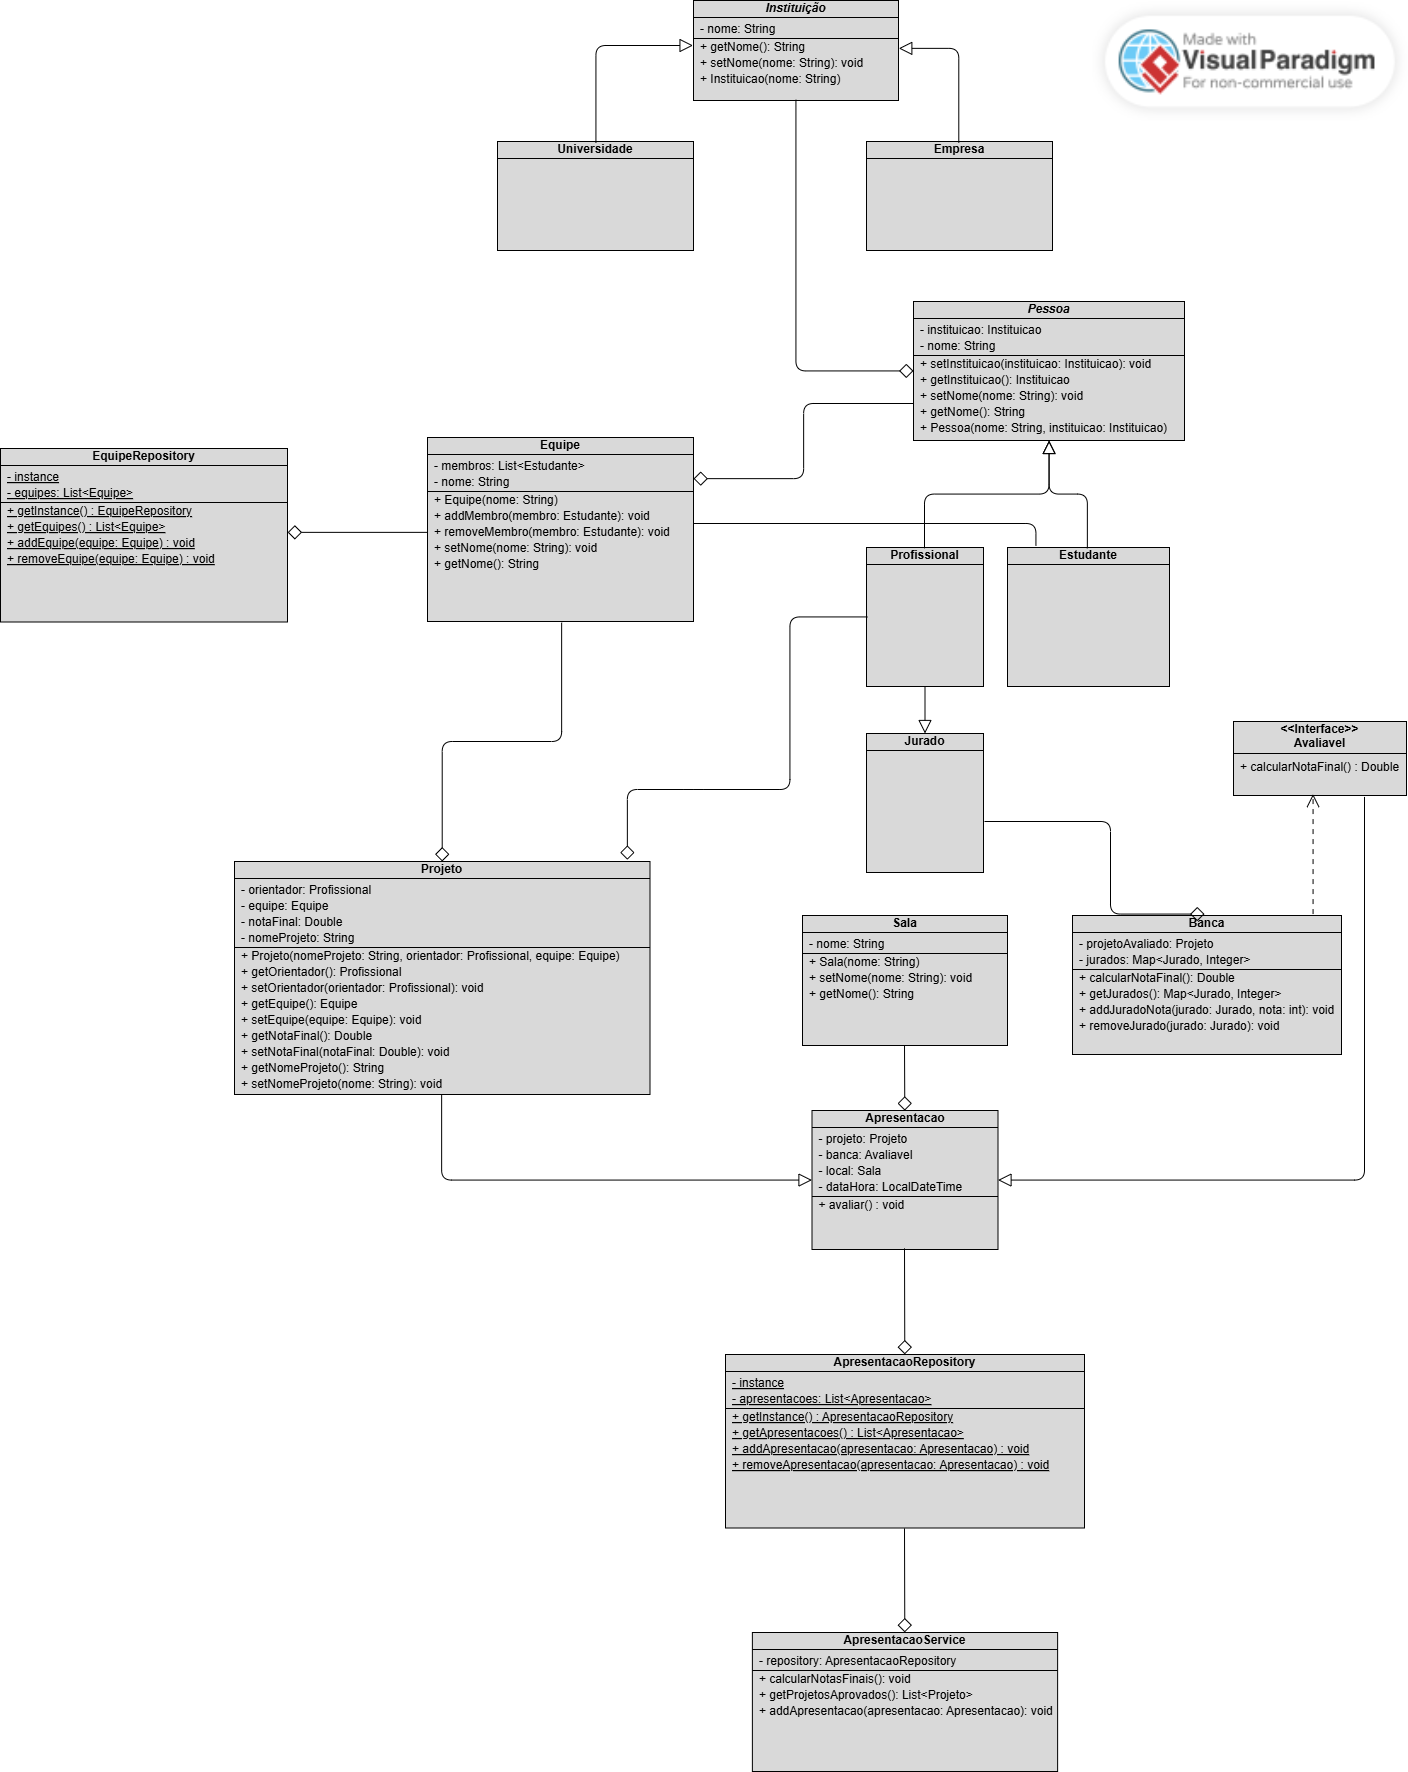 Instituição
- nome: String
+ getNome(): String
+ setNome(nome: String): void
+ Instituicao(nome: String)
Made with
Visual Paradigm
For non-commercial use
Universidade
Empresa
Pessoa
- instituicao: Instituicao
- nome: String
+ setInstituicao(instituicao: Instituicao): void
+ getInstituicao(): Instituicao
+ setNome(nome: String): void
+ getNome(): String
+ Pessoa(nome: String, instituicao: Instituicao)
EquipeRepository
- instance
- equipes: List<Equipe>
+ getInstance() : EquipeRepository
+ getEquipes() : List<Equipe>
+ addEquipe(equipe: Equipe) : void
+ removeEquipe(equipe: Equipe) : void
Equipe
- membros: List<Estudante>
- nome: String
+ Equipe(nome: String)
+ addMembro(membro: Estudante): void
+ removeMembro(membro: Estudante): void
+ setNome(nome: String): void
+ getNome(): String
Profissional
Estudante
Jurado
<<Interface>>
Avaliavel
+ calcularNotaFinal() : Double
Projeto
- orientador: Profissional
- equipe: Equipe
- notaFinal: Double
- nomeProjeto: String
+ Projeto(nomeProjeto: String, orientador: Profissional, equipe: Equipe)
+ getOrientador(): Profissional
+ setOrientador(orientador: Profissional): void
+ getEquipe(): Equipe
+ setEquipe(equipe: Equipe): void
+ getNotaFinal(): Double
+ setNotaFinal(notaFinal: Double): void
+ getNomeProjeto(): String
+ setNomeProjeto(nome: String): void
Sala
- nome: String
+ Sala(nome: String)
+ setNome(nome: String): void
+ getNome(): String
Banca
- projetoAvaliado: Projeto
- jurados: Map<Jurado, Integer>
+ calcularNotaFinal(): Double
+ getJurados(): Map<Jurado, Integer>
+ addJuradoNota(jurado: Jurado, nota: int): void
+ removeJurado(jurado: Jurado): void
Apresentacao
- projeto: Projeto
- banca: Avaliavel
- local: Sala
- dataHora: LocalDateTime
+ avaliar() : void
ApresentacaoRepository
- instance
- apresentacoes: List<Apresentacao>
+ getInstance() : ApresentacaoRepository
+ getApresentacoes() : List<Apresentacao>
+ addApresentacao(apresentacao: Apresentacao) : void
+ removeApresentacao(apresentacao: Apresentacao) : void
ApresentacaoService
- repository: ApresentacaoRepository
+ calcularNotasFinais(): void
+ getProjetosAprovados(): List<Projeto>
+ addApresentacao(apresentacao: Apresentacao): void